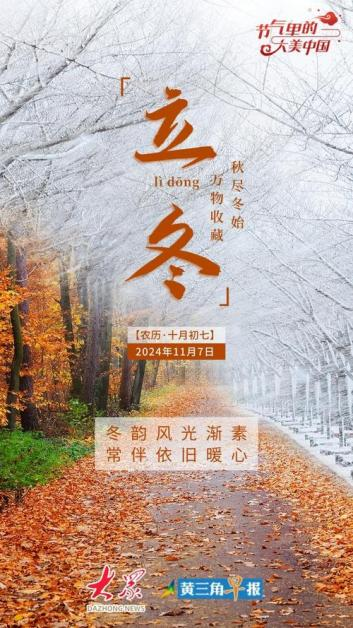 节气里的
大美中国
「立冬」
lì dōng
秋尽冬始
万物收藏
【农历·十月初七】
2024年11月7日
冬韵风光渐素
常伴依旧暖心
大众
DAZHONG NEWS
黄三角早报